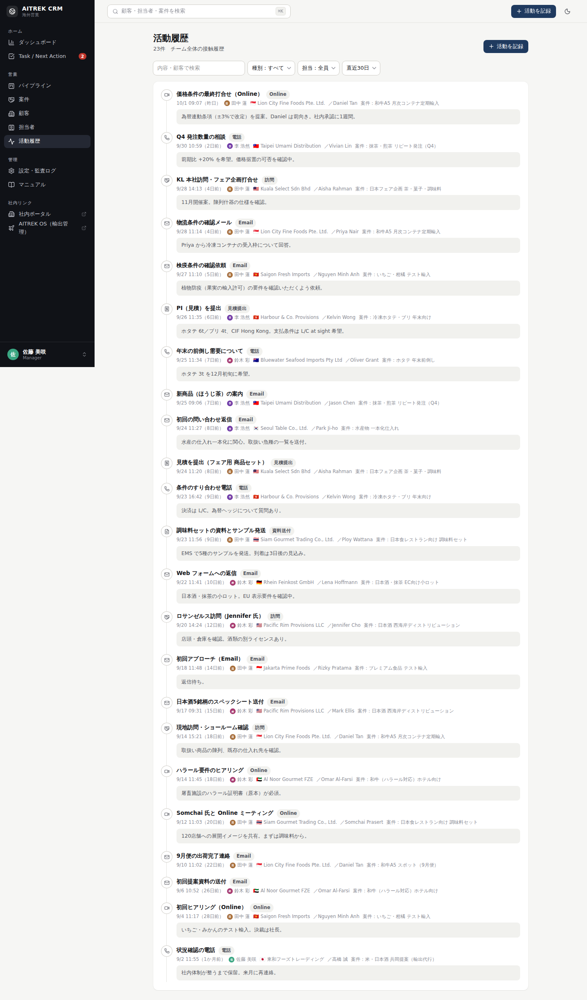 AITREK CRM
海外営業
ホーム
ダッシュボード
Task / Next Action 2
営業
パイプライン
案件
顧客
担当者
活動履歴
管理
設定・監査ログ
マニュアル
社内リンク
社内ポータル
AITREK OS（輸出管
理）
佐 佐藤 美咲
Manager
顧客・担当者・案件を検索 ⌘K
活動を記録
活動履歴
23件 チーム全体の接触履歴
活動を記録
内容・顧客で検索 種別：すべて 担当：全員 直近30日
価格条件の最終打合せ（Online） Online
10/1 09:07（昨日） 田 田中 蓮 Lion City Fine Foods Pte. Ltd. ／Daniel Tan 案件：和牛A5 月次コンテナ定期輸入
為替連動条項（±3%で改定）を提案。Daniel は前向き。社内承認に1週間。
Q4 発注数量の相談 電話
9/30 10:59（2日前） 李 李 浩然 Taipei Umami Distribution ／Vivian Lin 案件：抹茶・煎茶 リピート発注（Q4）
前期比 +20% を希望。価格据置の可否を確認中。
KL 本社訪問・フェア企画打合せ 訪問
9/28 14:13（4日前） 田 田中 蓮 Kuala Select Sdn Bhd ／Aisha Rahman 案件：日本フェア企画 茶・菓子・調味料
11月開催案。陳列什器の仕様を確認。
物流条件の確認メール Email
9/28 11:14（4日前） 田 田中 蓮 Lion City Fine Foods Pte. Ltd. ／Priya Nair 案件：和牛A5 月次コンテナ定期輸入
Priya から冷凍コンテナの受入枠について回答。
検疫条件の確認依頼 Email
9/27 11:10（5日前） 田 田中 蓮 Saigon Fresh Imports ／Nguyen Minh Anh 案件：いちご・柑橘 テスト輸入
植物防疫（果実の輸入許可）の要件を確認いただくよう依頼。
PI（見積）を提出 見積提出
9/26 11:35（6日前） 李 李 浩然 Harbour & Co. Provisions ／Kelvin Wong 案件：冷凍ホタテ・ブリ 年末向け
ホタテ 6t／ブリ 4t、CIF Hong Kong。支払条件は L/C at sight 希望。
年末の前倒し需要について 電話
9/25 11:34（7日前） 鈴 鈴木 彩 Bluewater Seafood Imports Pty Ltd ／Oliver Grant 案件：ホタテ 年末前倒し
ホタテ 3t を12月初旬に希望。
新商品（ほうじ茶）の案内 Email
9/25 09:06（7日前） 李 李 浩然 Taipei Umami Distribution ／Jason Chen 案件：抹茶・煎茶 リピート発注（Q4）
初回の問い合わせ返信 Email
9/24 11:27（8日前） 李 李 浩然 Seoul Table Co., Ltd. ／Park Ji-ho 案件：水産物 一本化仕入れ
水産の仕入れ一本化に関心。取扱い魚種の一覧を送付。
見積を提出（フェア用 商品セット） 見積提出
9/24 11:20（8日前） 田 田中 蓮 Kuala Select Sdn Bhd ／Aisha Rahman 案件：日本フェア企画 茶・菓子・調味料
条件のすり合わせ電話 電話
9/23 16:42（9日前） 李 李 浩然 Harbour & Co. Provisions ／Kelvin Wong 案件：冷凍ホタテ・ブリ 年末向け
決済は L/C。為替ヘッジについて質問あり。
調味料セットの資料とサンプル発送 資料送付
9/23 11:56（9日前） 田 田中 蓮 Siam Gourmet Trading Co., Ltd. ／Ploy Wattana 案件：日本食レストラン向け 調味料セット
EMS で5種のサンプルを発送。到着は3日後の見込み。
Web フォームへの返信 Email
9/22 11:41（10日前） 鈴 鈴木 彩 Rhein Feinkost GmbH ／Lena Hoffmann 案件：日本酒・抹茶 EC向け小ロット
日本酒・抹茶の小ロット。EU 表示要件を確認中。
ロサンゼルス訪問（Jennifer 氏） 訪問
9/20 14:24（12日前） 鈴 鈴木 彩 Pacific Rim Provisions LLC ／Jennifer Cho 案件：日本酒 西海岸ディストリビューション
店頭・倉庫を確認。酒類の別ライセンスあり。
初回アプローチ（Email） Email
9/18 11:48（14日前） 田 田中 蓮 Jakarta Prime Foods ／Rizky Pratama 案件：プレミアム食品 テスト輸入
返信待ち。
日本酒5銘柄のスペックシート送付 Email
9/17 09:31（15日前） 鈴 鈴木 彩 Pacific Rim Provisions LLC ／Mark Ellis 案件：日本酒 西海岸ディストリビューション
現地訪問・ショールーム確認 訪問
9/14 15:21（18日前） 田 田中 蓮 Lion City Fine Foods Pte. Ltd. ／Daniel Tan 案件：和牛A5 月次コンテナ定期輸入
取扱い商品の陳列、既存の仕入れ先を確認。
ハラール要件のヒアリング Online
9/14 11:45（18日前） 鈴 鈴木 彩 Al Noor Gourmet FZE ／Omar Al-Farsi 案件：和牛（ハラール対応）ホテル向け
屠畜施設のハラール証明書（原本）が必須。
Somchai 氏と Online ミーティング Online
9/12 11:03（20日前） 田 田中 蓮 Siam Gourmet Trading Co., Ltd. ／Somchai Prasert 案件：日本食レストラン向け 調味料セット
120店舗への展開イメージを共有。まずは調味料から。
9月便の出荷完了連絡 Email
9/10 11:02（22日前） 田 田中 蓮 Lion City Fine Foods Pte. Ltd. ／Daniel Tan 案件：和牛A5 スポット（9月便）
初回提案資料の送付 Email
9/6 10:52（26日前） 鈴 鈴木 彩 Al Noor Gourmet FZE ／Omar Al-Farsi 案件：和牛（ハラール対応）ホテル向け
初回ヒアリング（Online） Online
9/4 11:17（28日前） 田 田中 蓮 Saigon Fresh Imports ／Nguyen Minh Anh 案件：いちご・柑橘 テスト輸入
いちご・みかんのテスト輸入。決裁は社長。
状況確認の電話 電話
9/2 11:55（1か月前） 佐 佐藤 美咲 東和フーズトレーディング ／高橋 誠 案件：米・日本酒 共同提案（輸出代行）
社内体制が整うまで保留。来月に再連絡。